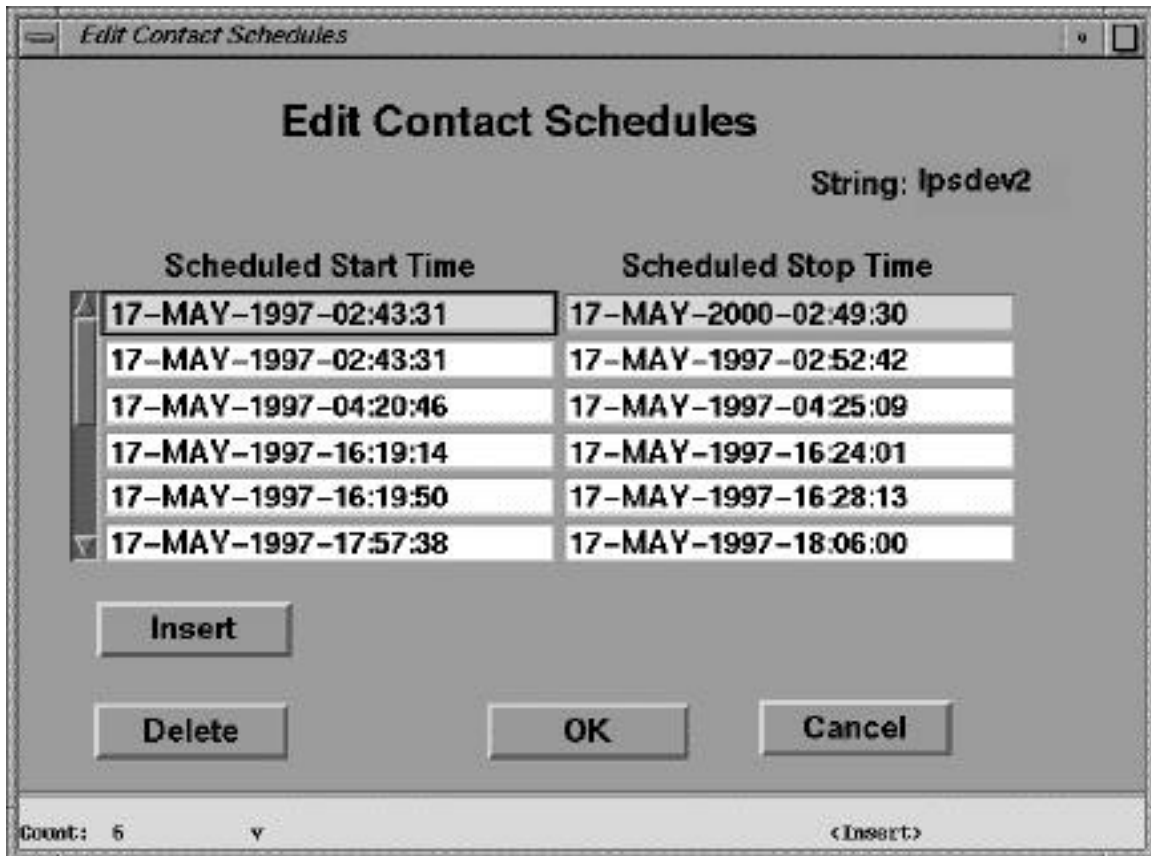 Edit Contact Schedules
Edit Contact Schedules
String: lpsdev2
Scheduled Start Time Scheduled Stop Time
17-MAY-1997-02:43:31 17-MAY-2000-02:49:30
17-MAY-1997-02:43:31 17-MAY-1997-02:52:42
17-MAY-1997-04:20:46 17-MAY-1997-04:25:09
17-MAY-1997-16:19:14 17-MAY-1997-16:24:01
17-MAY-1997-16:19:50 17-MAY-1997-16:28:13
17-MAY-1997-17:57:38 17-MAY-1997-18:06:00
Insert
Delete OK Cancel
Count: 6 v <Insert>